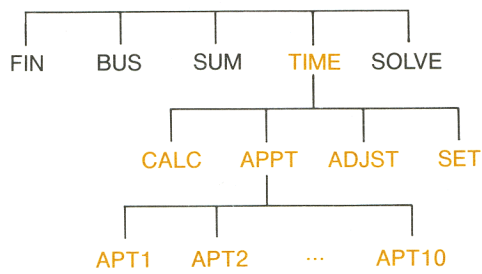 FIN BUS SUM TIME SOLVE
CALC APPT ADJST SET
APT1 APT2 ... APT10